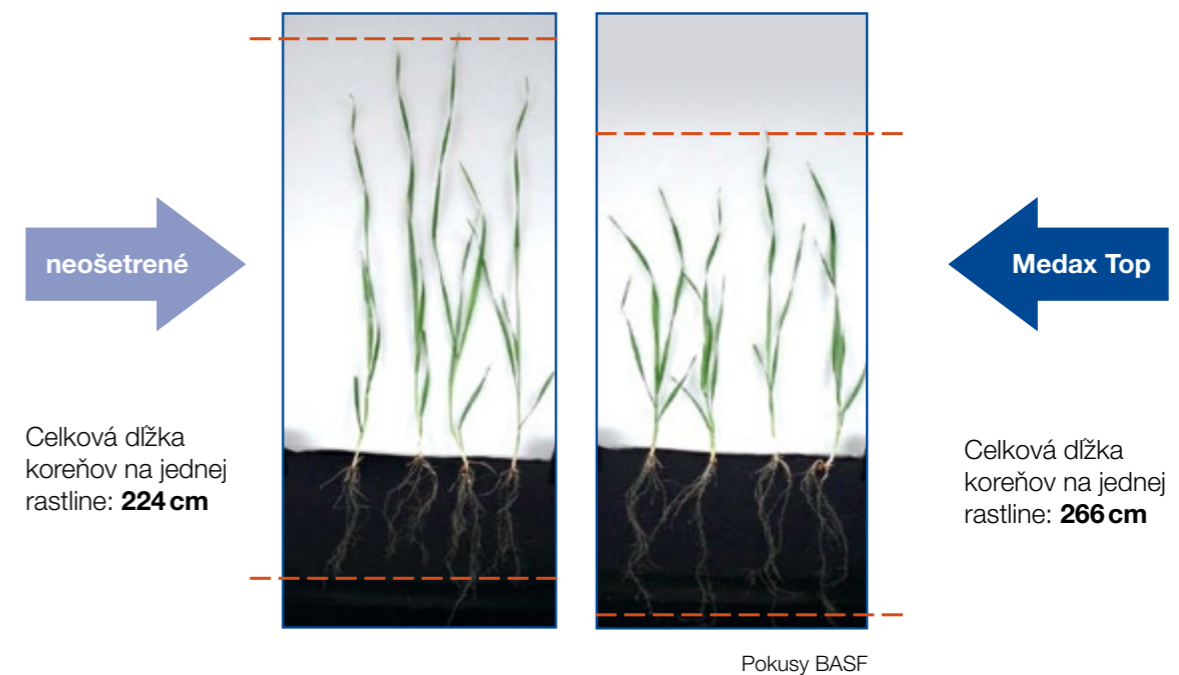 neošetrené
Celková dĺžka
koreňov na jednej
rastline: 224 cm
Medax Top
Celková dĺžka
koreňov na jednej
rastline: 266 cm
Pokusy BASF